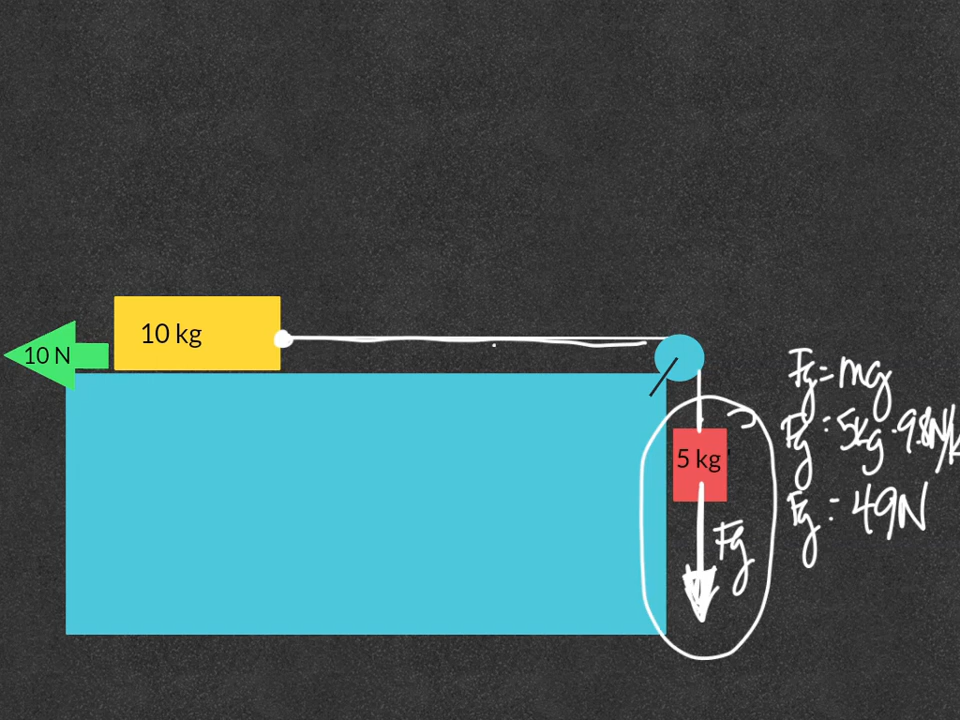 10 kg
10 N
5 kg
Fg
Fg = mg
Fg = 5kg · 9.8N/k
Fg = 49N